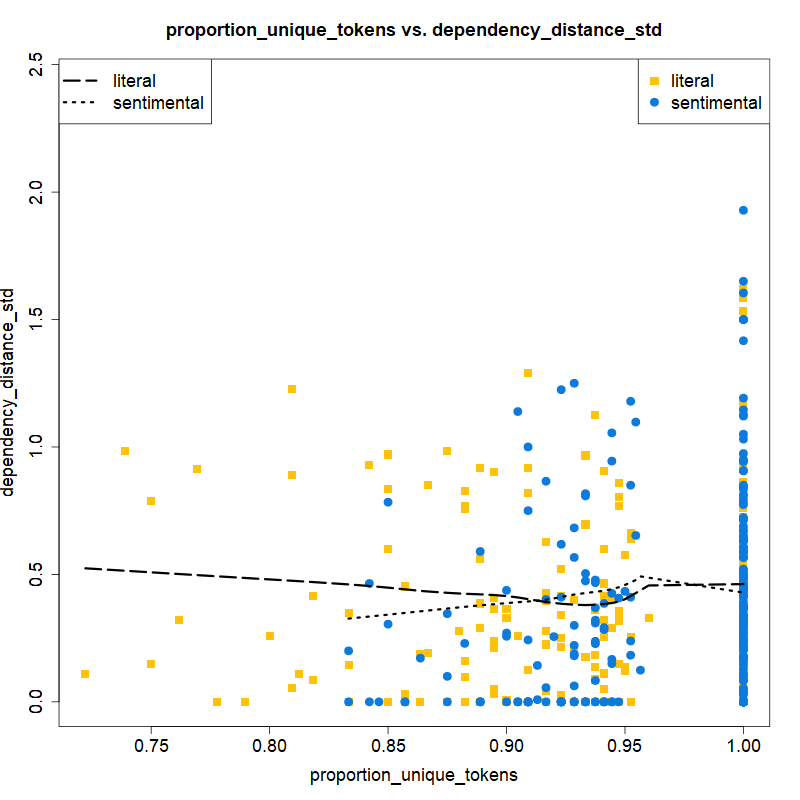 proportion_unique_tokens vs. dependency_distance_std
literal
sentimental
literal
sentimental
dependency_distance_std
2.5
2.0
1.5
1.0
0.5
0.0
0.75
0.80
0.85
0.90
0.95
1.00
proportion_unique_tokens